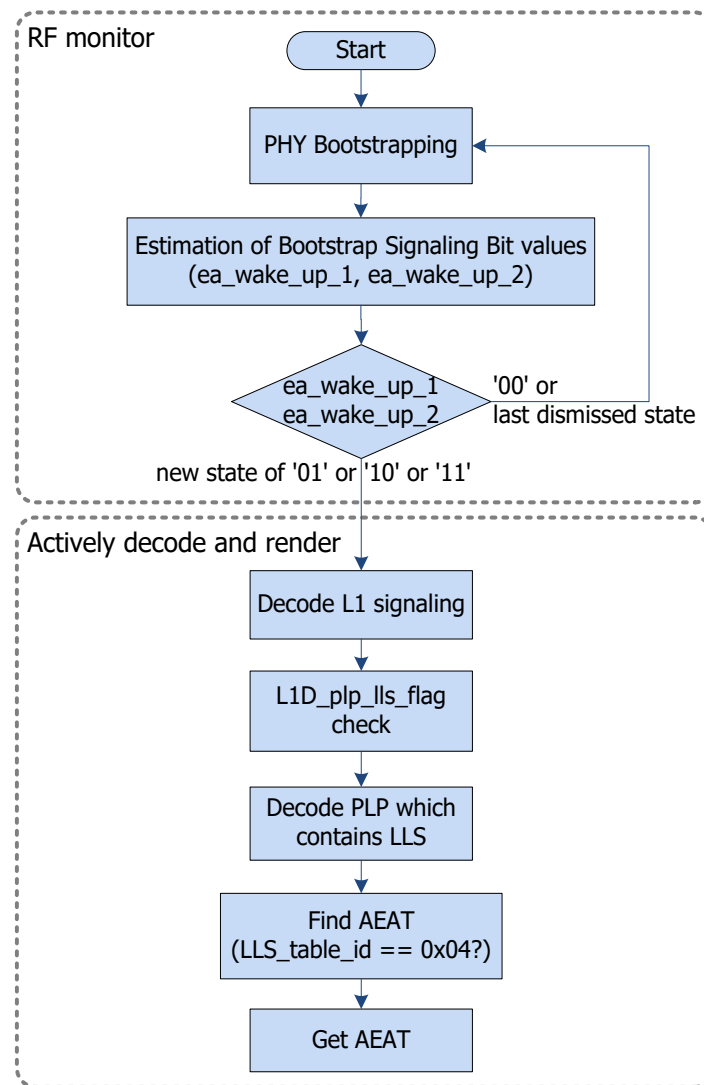 RF monitor
Start
PHY Bootstrapping
Estimation of Bootstrap Signaling Bit values
(ea_wake_up_1, ea_wake_up_2)
ea_wake_up_1
ea_wake_up_2
'00' or
last dismissed state
new state of '01' or '10' or '11'
Actively decode and render
Decode L1 signaling
L1D_plp_lls_flag
check
Decode PLP which
contains LLS
Find AEAT
(LLS_table_id == 0x04?)
Get AEAT